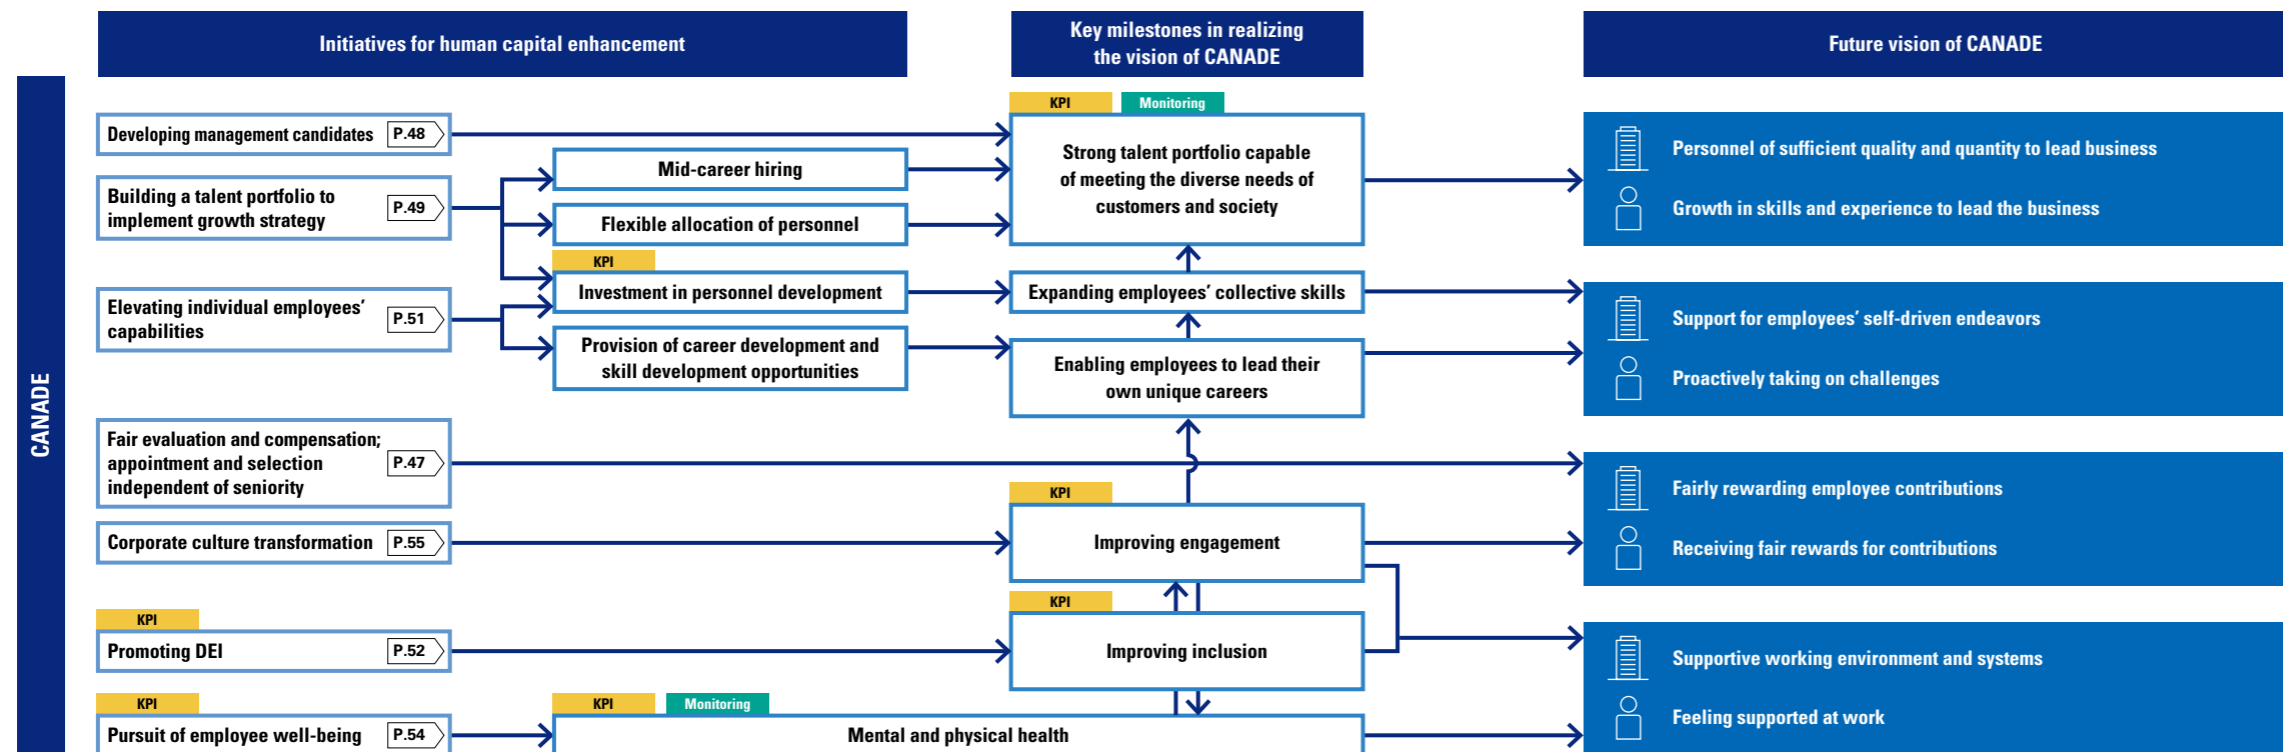 Initiatives for human capital enhancement
Key milestones in realizing
the vision of CANADE
Future vision of CANADE
CANADE
Developing management candidates P.48
Building a talent portfolio to
implement growth strategy
P.49
Elevating individual employees’
capabilities
P.51
Fair evaluation and compensation;
appointment and selection
independent of seniority
P.47
Corporate culture transformation P.55
KPI
Promoting DEI P.52
KPI
Pursuit of employee well-being P.54
Mid-career hiring
Flexible allocation of personnel
KPI
Investment in personnel development
Provision of career development and
skill development opportunities
KPI Monitoring
Strong talent portfolio capable
of meeting the diverse needs of
customers and society
Expanding employees’ collective skills
Enabling employees to lead their
own unique careers
KPI
Improving engagement
KPI
Improving inclusion
KPI Monitoring
Mental and physical health
Personnel of sufficient quality and quantity to lead business
Growth in skills and experience to lead the business
Support for employees’ self-driven endeavors
Proactively taking on challenges
Fairly rewarding employee contributions
Receiving fair rewards for contributions
Supportive working environment and systems
Feeling supported at work